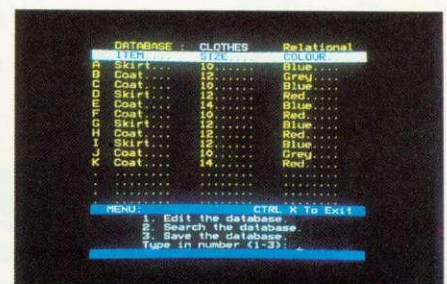 DATABASE : CLOTHES Relational
ITEM.... SIZE.... COLOUR..
A Skirt... 10...... Blue....
B Coat.... 12...... Grey....
C Coat.... 10...... Blue....
D Skirt... 12...... Red.....
E Coat.... 14...... Blue....
F Coat.... 10...... Red.....
G Skirt... 12...... Blue....
H Coat.... 12...... Red.....
I Skirt... 12...... Blue....
J Coat.... 10...... Grey....
K Coat.... 14...... Red.....
MENU: CTRL X To Exit
1. Edit the database.
2. Search the database.
3. Save the database.
Type in number (1-3):